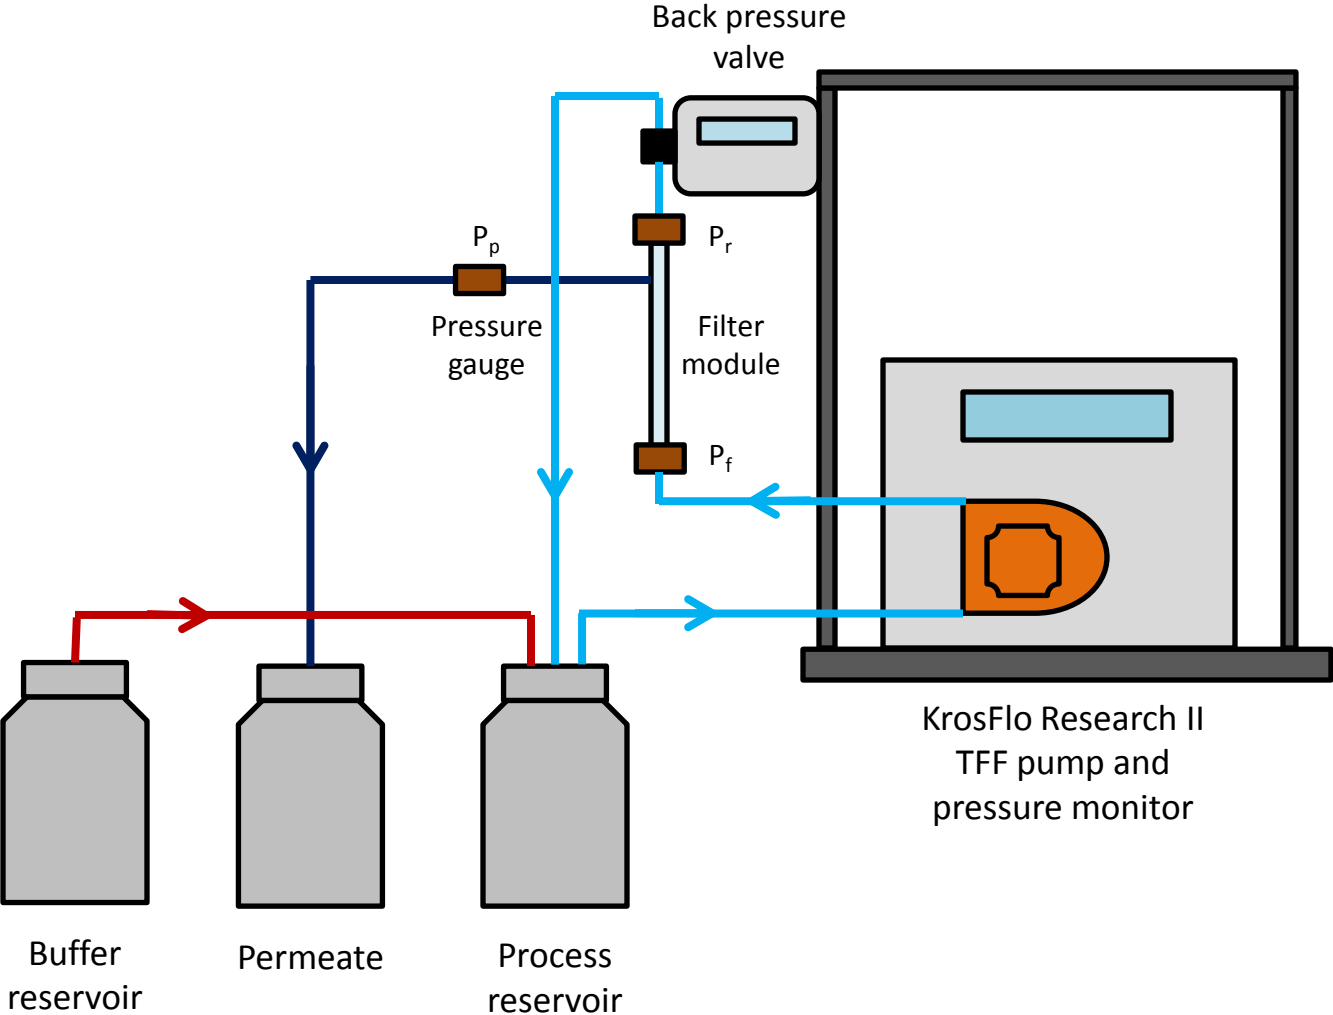 Back pressure
valve
Pp
Pr
Pressure
gauge
Filter
module
Pf
KrosFlo Research II
TFF pump and
pressure monitor
Buffer
reservoir
Permeate
Process
reservoir